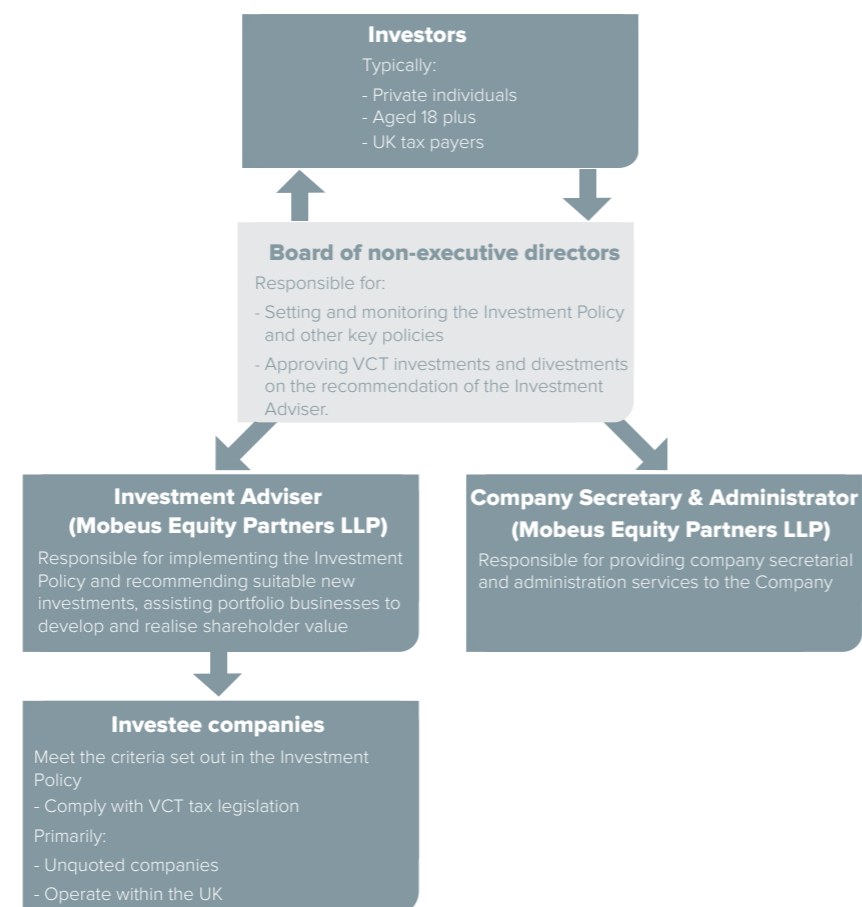 Investors
Typically:
- Private individuals
- Aged 18 plus
- UK tax payers
Board of non-executive directors
Responsible for:
- Setting and monitoring the Investment Policy
and other key policies
- Approving VCT investments and divestments
on the recommendation of the Investment
Adviser.
Investment Adviser
(Mobeus Equity Partners LLP)
Responsible for implementing the Investment
Policy and recommending suitable new
investments, assisting portfolio businesses to
develop and realise shareholder value
Company Secretary & Administrator
(Mobeus Equity Partners LLP)
Responsible for providing company secretarial
and administration services to the Company
Investee companies
Meet the criteria set out in the Investment
Policy
- Comply with VCT tax legislation
Primarily:
- Unquoted companies
- Operate within the UK